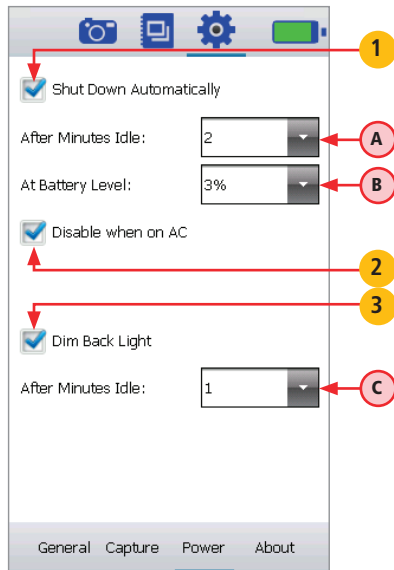 1
Shut Down Automatically
After Minutes Idle: 2 A
At Battery Level: 3% B
Disable when on AC
2
3
Dim Back Light
After Minutes Idle: 1 C
General Capture Power About